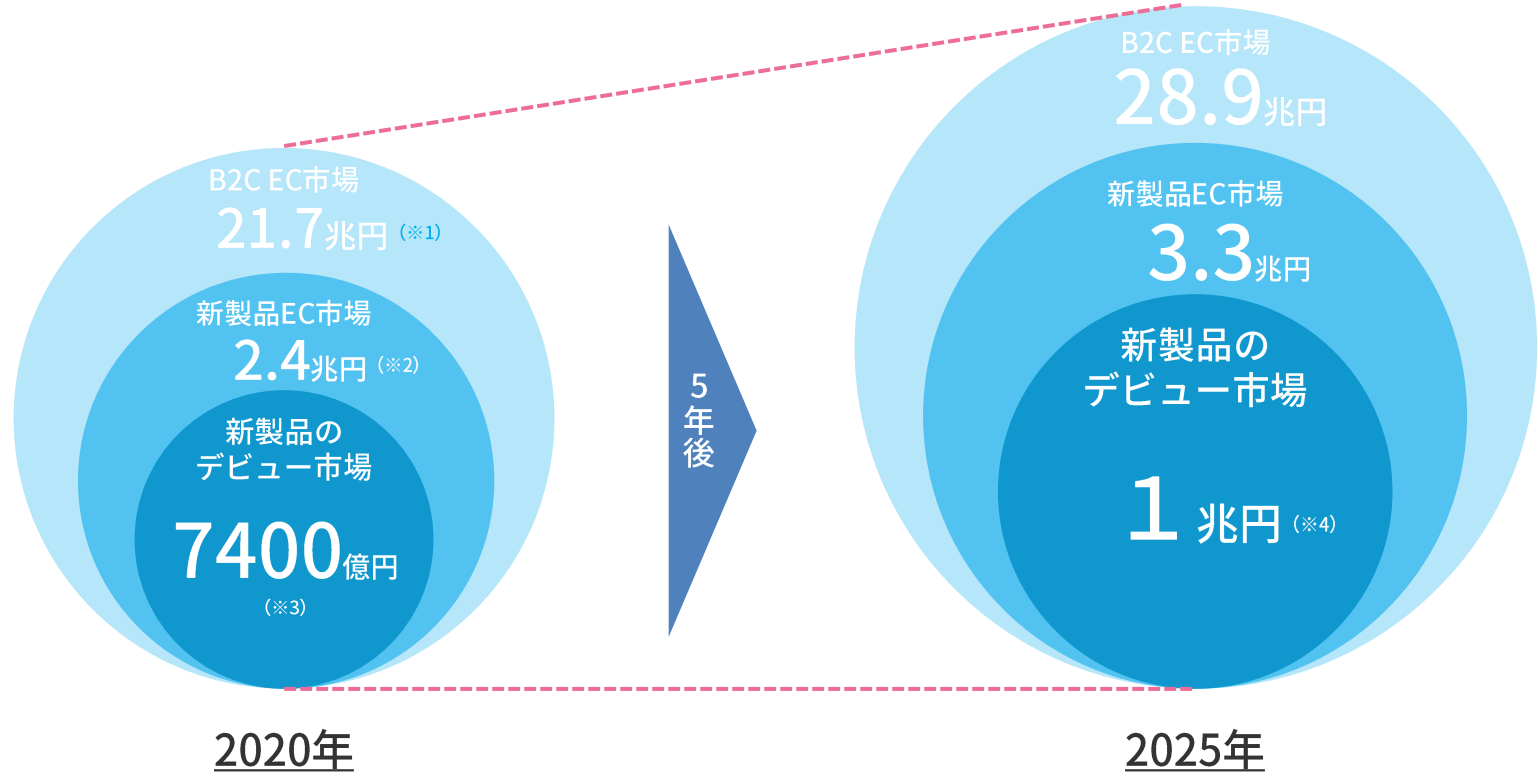 B2C EC市場
21.7兆円（※1）
新製品EC市場
2.4兆円（※2）
新製品の
デビュー市場
7400億円
（※3）
2020年
5年後
B2C EC市場
28.9兆円
新製品EC市場
3.3兆円
新製品の
デビュー市場
1 兆円（※4）
2025年